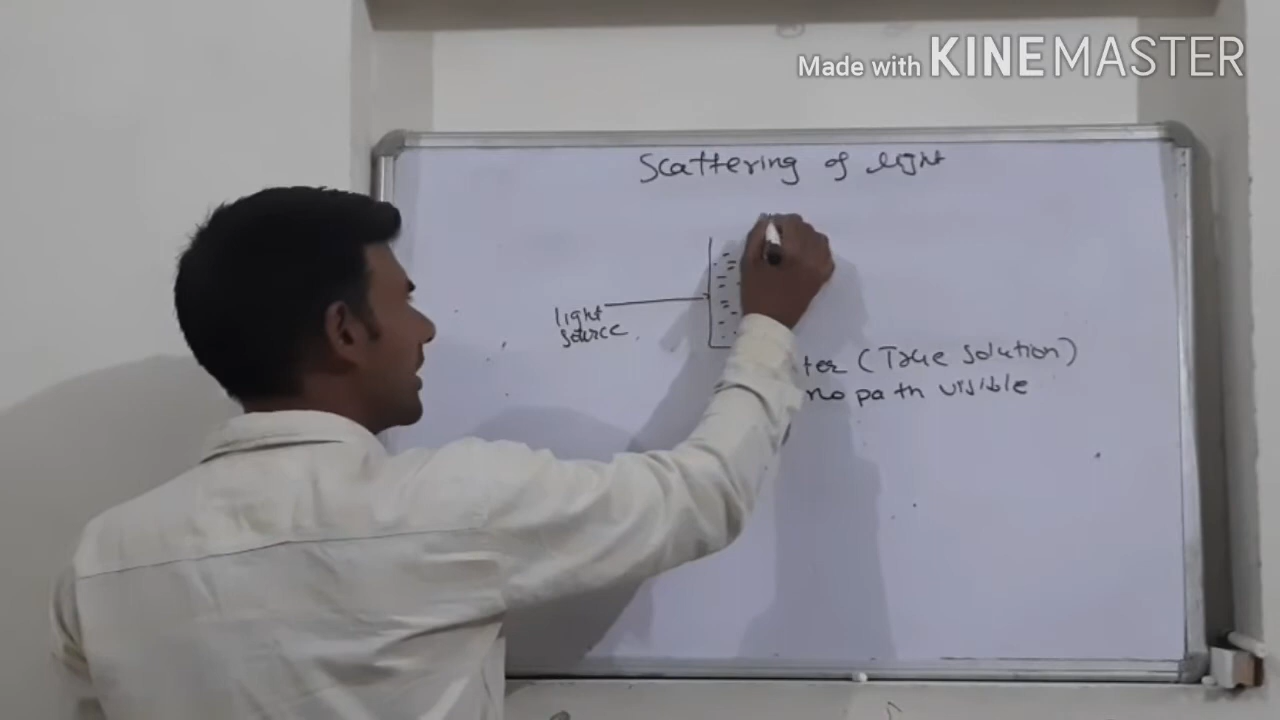 Made with KINEMASTER
Scattering of light
light
source
ter (True solution)
no path visible